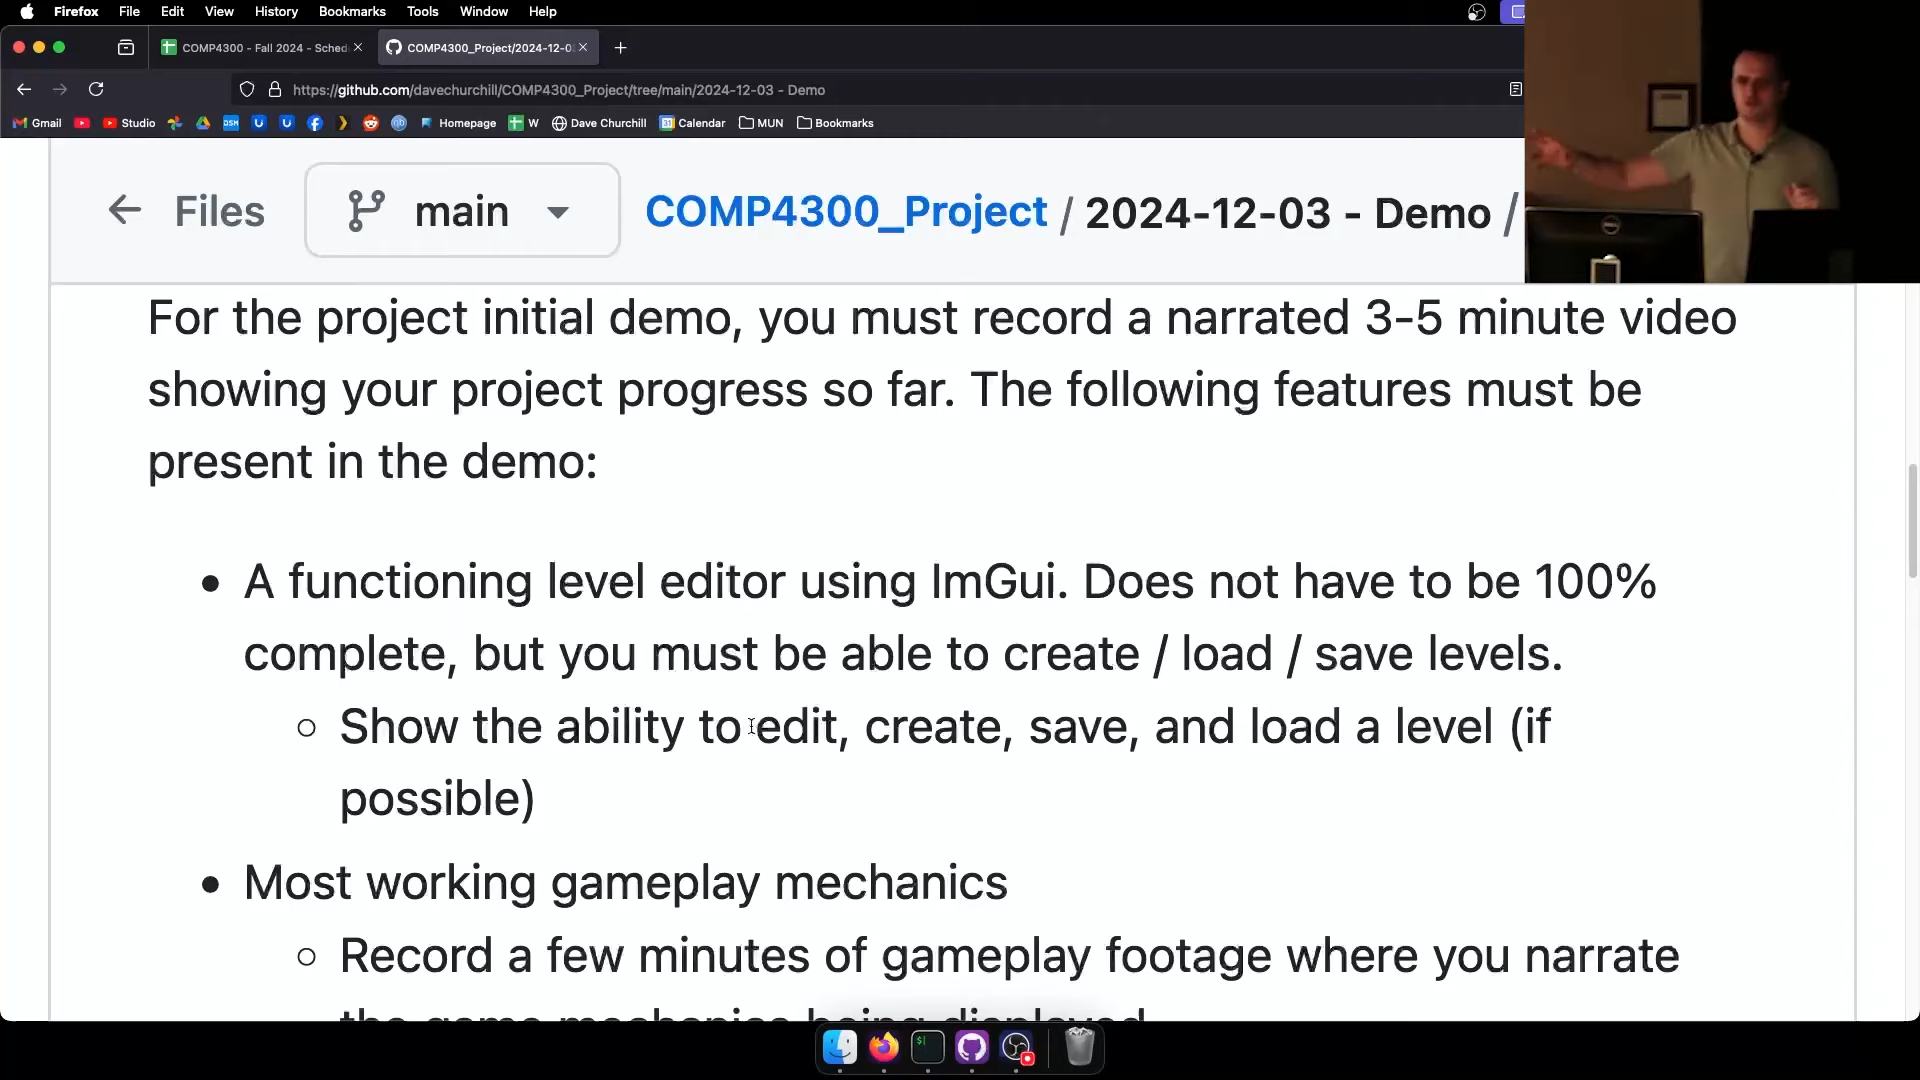 Firefox File Edit View History Bookmarks Tools Window Help
COMP4300 - Fall 2024 - Sched
COMP4300_Project/2024-12-0
https://github.com/davechurchill/COMP4300_Project/tree/main/2024-12-03 - Demo
Gmail Studio DSM Homepage W Dave Churchill Calendar MUN Bookmarks
Files main COMP4300_Project / 2024-12-03 - Demo /
For the project initial demo, you must record a narrated 3-5 minute video
showing your project progress so far. The following features must be
present in the demo:
A functioning level editor using ImGui. Does not have to be 100%
complete, but you must be able to create / load / save levels.
Show the ability to edit, create, save, and load a level (if
possible)
Most working gameplay mechanics
Record a few minutes of gameplay footage where you narrate
the game mechanics being displayed